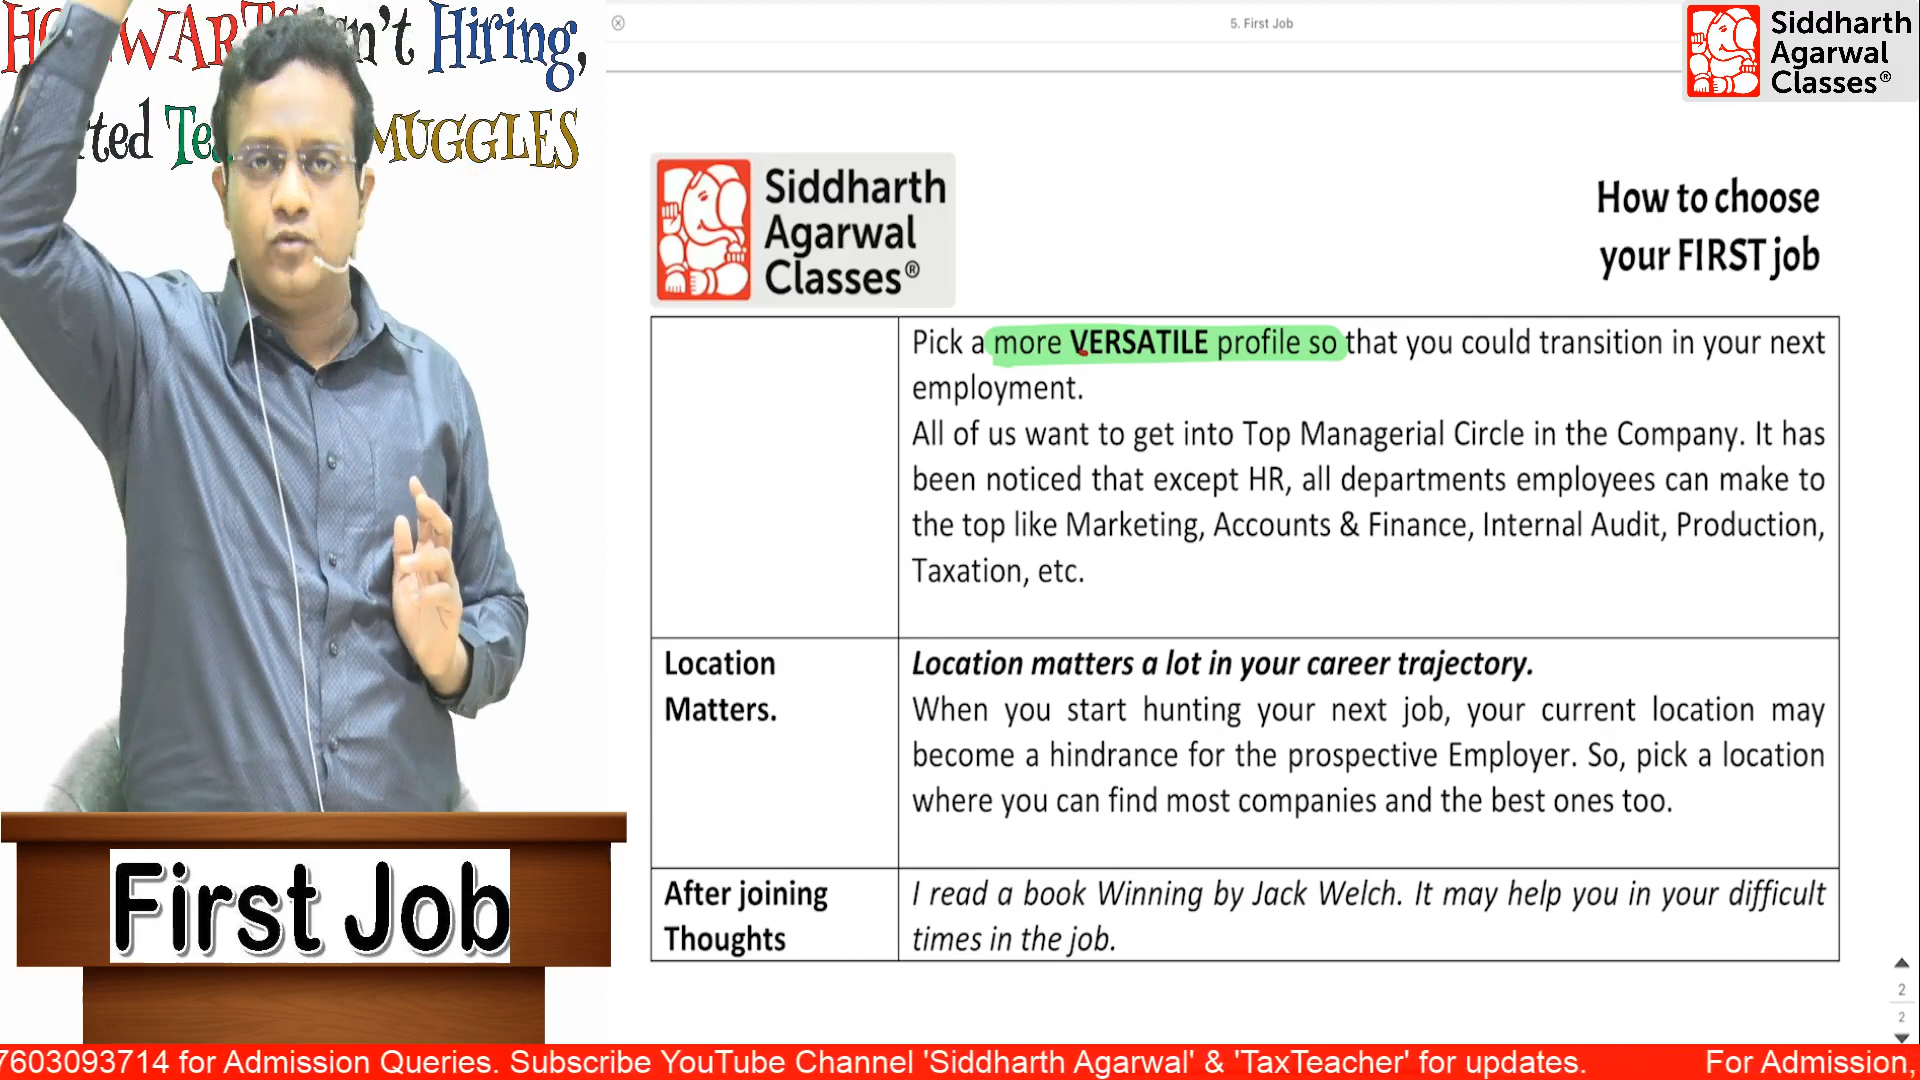 isn't Hiring,
MUGGLES
5. First Job
Siddharth
Agarwal
Classes®
Siddharth
Agarwal
Classes®
How to choose
your FIRST job
Pick a more VERSATILE profile so that you could transition in your next
employment.
All of us want to get into Top Managerial Circle in the Company. It has
been noticed that except HR, all departments employees can make to
the top like Marketing, Accounts & Finance, Internal Audit, Production,
Taxation, etc.
Location
Matters.
Location matters a lot in your career trajectory.
When you start hunting your next job, your current location may
become a hindrance for the prospective Employer. So, pick a location
where you can find most companies and the best ones too.
After joining
Thoughts
I read a book Winning by Jack Welch. It may help you in your difficult
times in the job.
2
2
First Job
7603093714 for Admission Queries. Subscribe YouTube Channel 'Siddharth Agarwal' & 'TaxTeacher' for updates. For Admission,